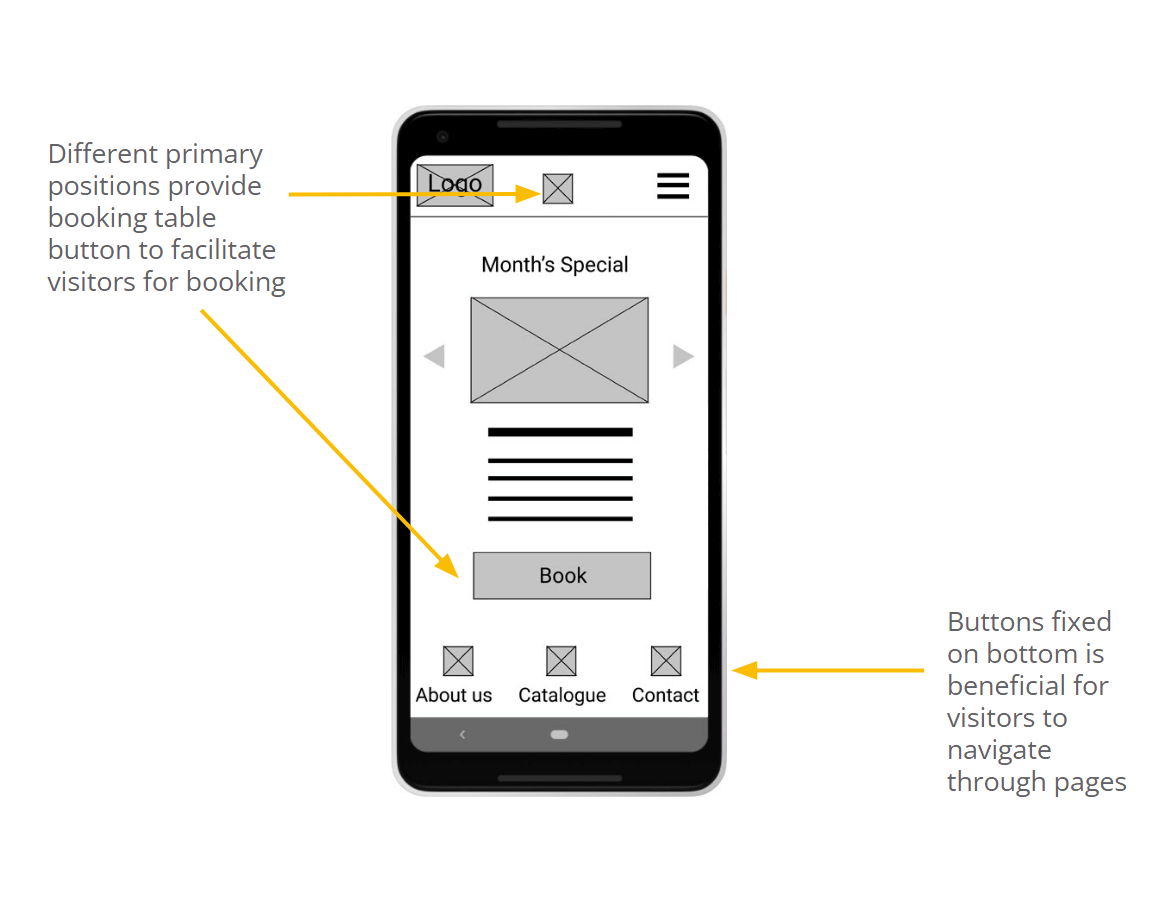 Different primary
positions provide
booking table
button to facilitate
visitors for booking
Logo
Month's Special
Book
About us
Catalogue
Contact
Buttons fixed
on bottom is
beneficial for
visitors to
navigate
through pages